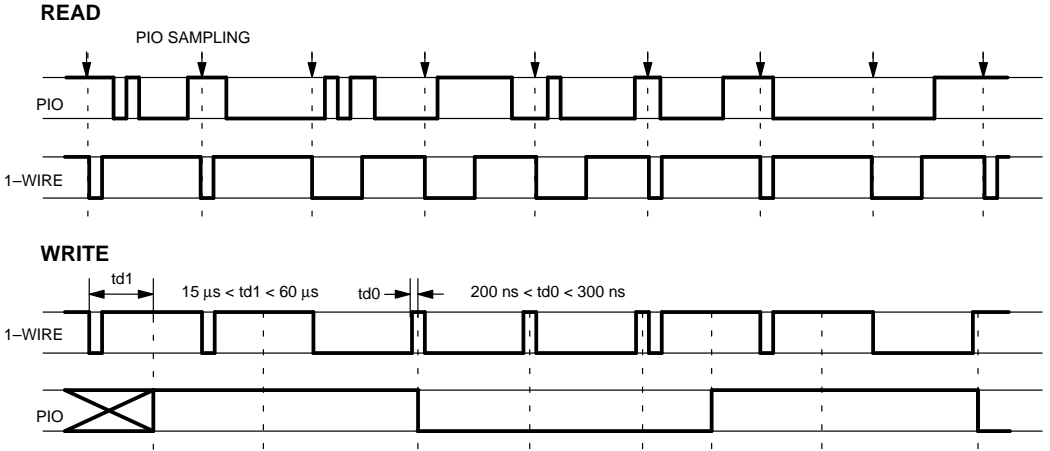 READ
PIO SAMPLING
PIO
1–WIRE
WRITE
td1
15 μs < td1 < 60 μs
td0
200 ns < td0 < 300 ns
1–WIRE
PIO